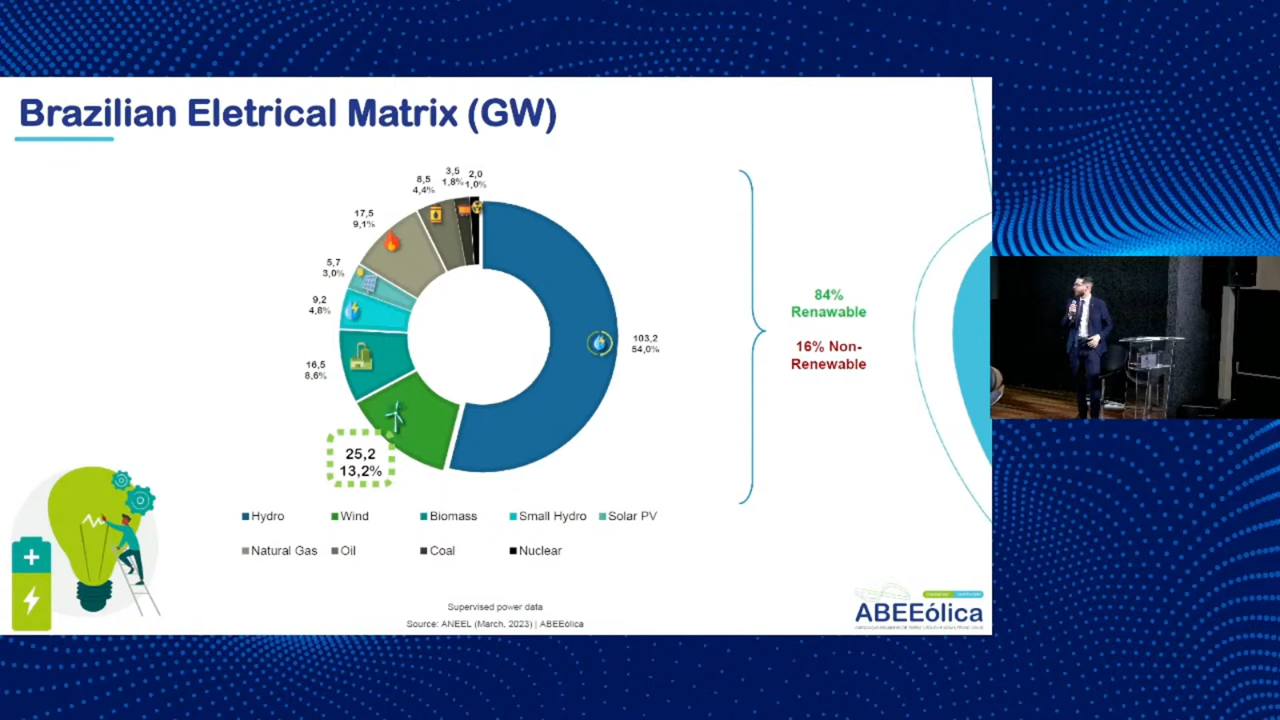 Brazilian Eletrical Matrix (GW)
3,5
1,8%
2,0
1,0%
8,5
4,4%
17,5
9,1%
5,7
3,0%
9,2
4,8%
16,5
8,6%
25,2
13,2%
103,2
54,0%
84%
Renawable
16% Non-
Renewable
Hydro Wind Biomass Small Hydro Solar PV
Natural Gas Oil Coal Nuclear
Supervised power data
Source: ANEEL (March, 2023) | ABEEólica
ABEEólica